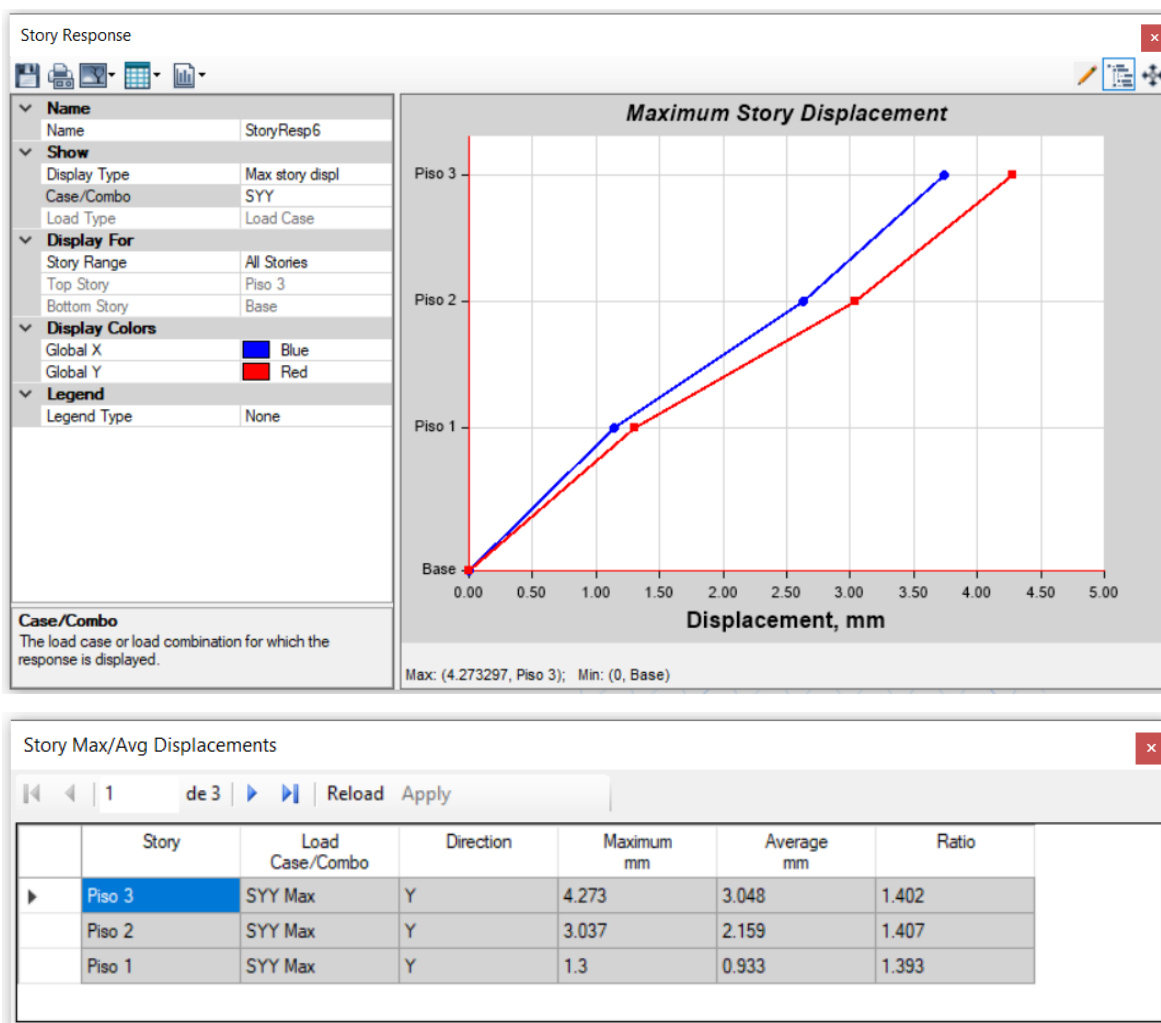 Story Response
Name
Name StoryResp6
Show
Display Type Max story displ
Case/Combo SYY
Load Type Load Case
Display For
Story Range All Stories
Top Story Piso 3
Bottom Story Base
Display Colors
Global X Blue
Global Y Red
Legend
Legend Type None
Case/Combo
The load case or load combination for which the
response is displayed.
Maximum Story Displacement
Piso 3
Piso 2
Piso 1
Base
0.00 0.50 1.00 1.50 2.00 2.50 3.00 3.50 4.00 4.50 5.00
Displacement, mm
Max: (4.273297, Piso 3); Min: (0, Base)
Story Max/Avg Displacements
1 de 3 Reload Apply
Story Load Case/Combo Direction Maximum mm Average mm Ratio
Piso 3 SYY Max Y 4.273 3.048 1.402
Piso 2 SYY Max Y 3.037 2.159 1.407
Piso 1 SYY Max Y 1.3 0.933 1.393